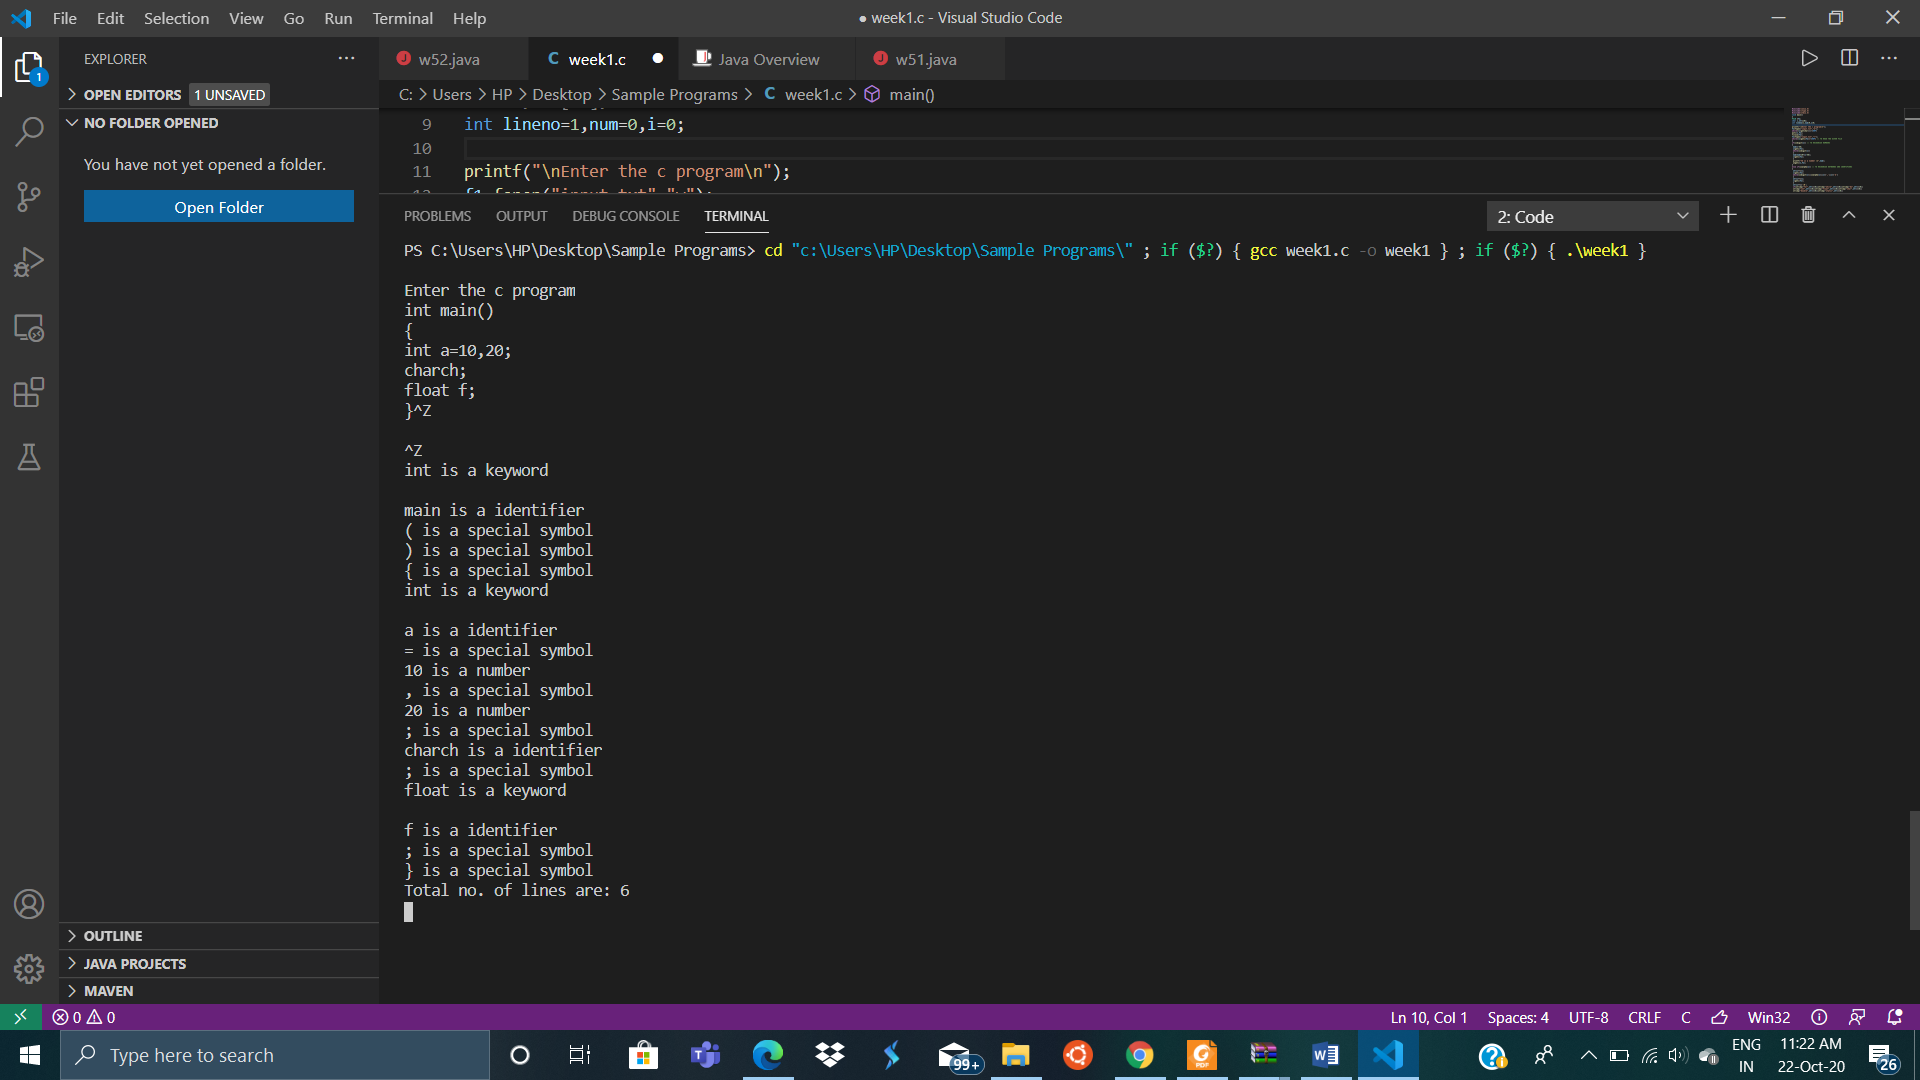 File Edit Selection View Go Run Terminal Help
● week1.c - Visual Studio Code
EXPLORER
w52.java
C week1.c
Java Overview
w51.java
OPEN EDITORS 1 UNSAVED
C: > Users > HP > Desktop > Sample Programs > C week1.c > main()
NO FOLDER OPENED
You have not yet opened a folder.
Open Folder
9 int lineno=1,num=0,i=0;
10
11 printf("\nEnter the c program\n");
PROBLEMS OUTPUT DEBUG CONSOLE TERMINAL
2: Code
PS C:\Users\HP\Desktop\Sample Programs> cd "c:\Users\HP\Desktop\Sample Programs\" ; if ($?) { gcc week1.c -o week1 } ; if ($?) { .\week1 }
Enter the c program
int main()
{
int a=10,20;
charch;
float f;
}^Z
^Z
int is a keyword
main is a identifier
( is a special symbol
) is a special symbol
{ is a special symbol
int is a keyword
a is a identifier
= is a special symbol
10 is a number
, is a special symbol
20 is a number
; is a special symbol
charch is a identifier
; is a special symbol
float is a keyword
f is a identifier
; is a special symbol
} is a special symbol
Total no. of lines are: 6
OUTLINE
JAVA PROJECTS
MAVEN
0 0
Ln 10, Col 1 Spaces: 4 UTF-8 CRLF C Win32
Type here to search
99+
ENG
IN
11:22 AM
22-Oct-20
26